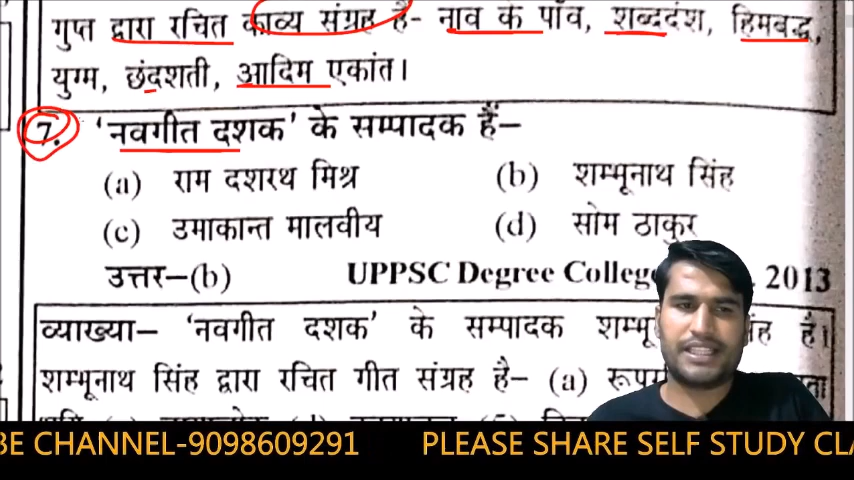 गुप्त द्वारा रचित काव्य संग्रह हैं- नाव के पाँव, शब्ददंश, हिमबद्ध,
युग्म, छंदशती, आदिम एकांत।
7. 'नवगीत दशक' के सम्पादक हैं–
(a) राम दशरथ मिश्र (b) शम्भूनाथ सिंह
(c) उमाकान्त मालवीय (d) सोम ठाकुर
उत्तर–(b) UPPSC Degree College 2013
व्याख्या– 'नवगीत दशक' के सम्पादक
शम्भूनाथ सिंह द्वारा रचित गीत संग्रह है– (a)
BE CHANNEL-9098609291 PLEASE SHARE SELF STUDY CLA